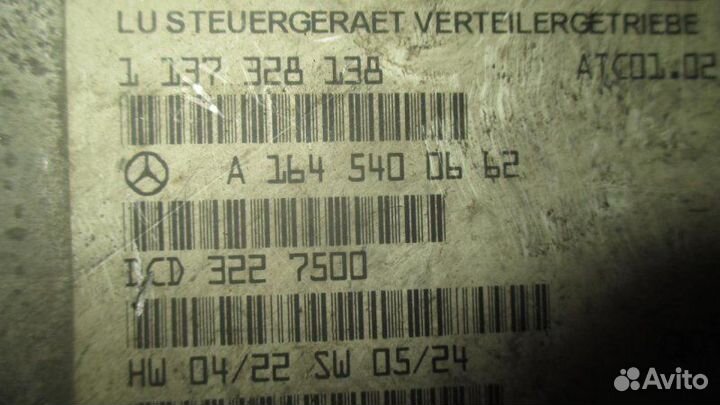 LU STEUERGERAET VERTEILERGETRIEBE
1 137 328 138 ATC01.02
A 164 540 06 62
322 7500
HW 04/22 SW 05/24
Avito